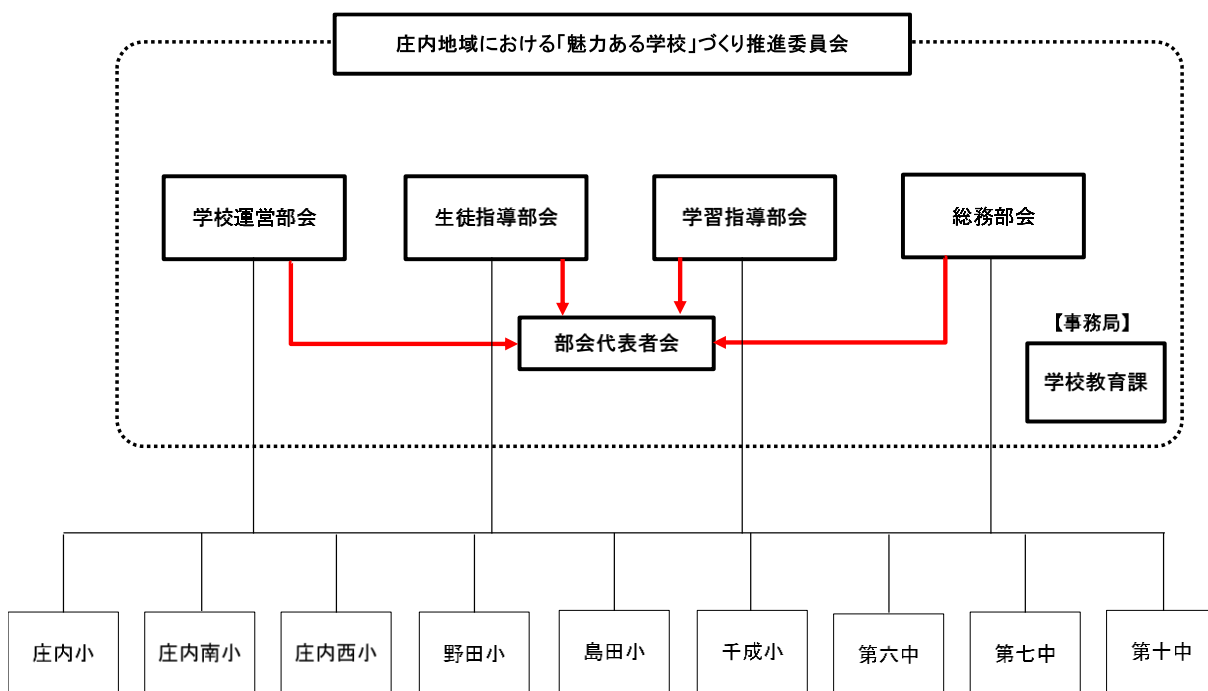 庄内地域における「魅力ある学校」づくり推進委員会
学校運営部会
生徒指導部会
学習指導部会
総務部会
部会代表者会
【事務局】
学校教育課
庄内小
庄内南小
庄内西小
野田小
島田小
千成小
第六中
第七中
第十中